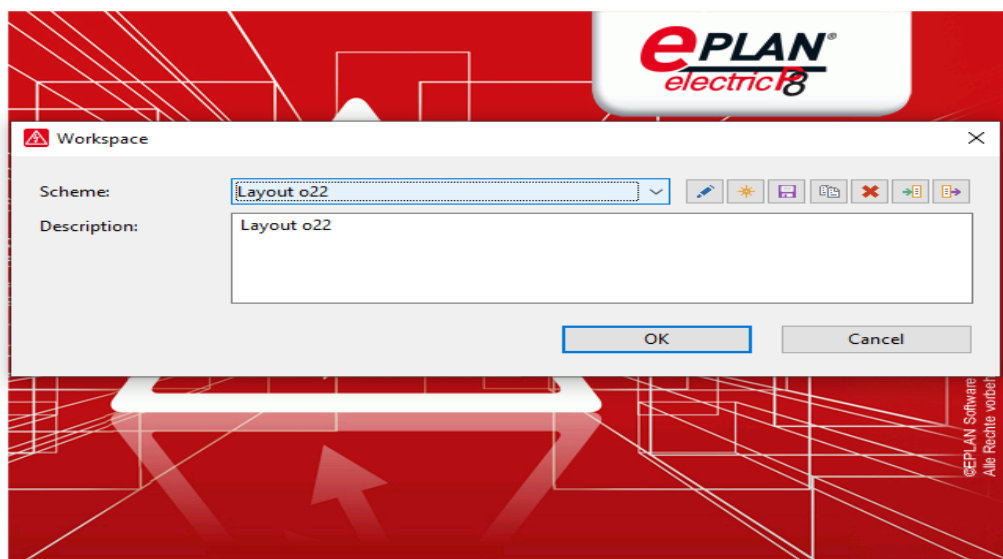 ePLAN®
electric P8
Workspace
Scheme:
Layout o22
Description:
Layout o22
OK
Cancel
©EPLAN Software
Alle Rechte vorbeh